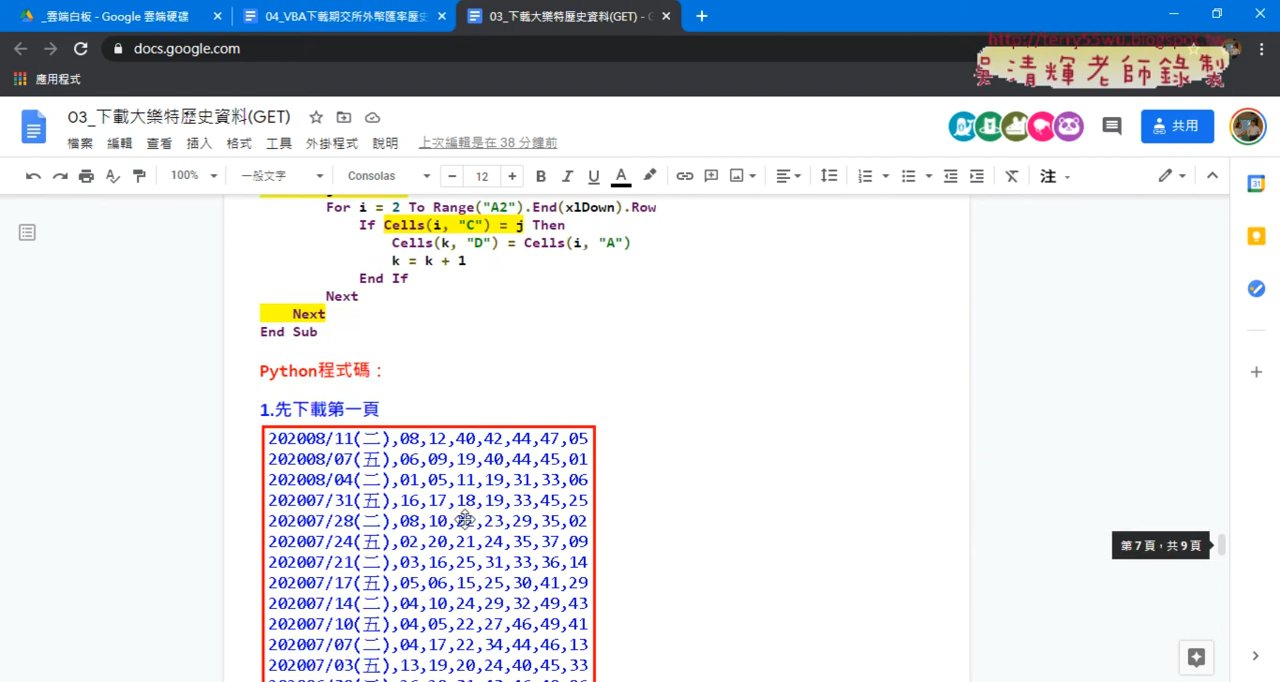 _雲端白板 - Google 雲端硬碟
04_VBA下載期交所外幣匯率歷史
03_下載大樂特歷史資料(GET) - G
docs.google.com
http://terry55wu.blogspot.tw
吳清輝老師錄製
應用程式
03_下載大樂特歷史資料(GET)
共用
檔案 編輯 查看 插入 格式 工具 外掛程式 說明 上次編輯是在 38 分鐘前
100% 一般文字 Consolas 12 B I U A 注
For i = 2 To Range("A2").End(xlDown).Row
If Cells(i, "C") = j Then
Cells(k, "D") = Cells(i, "A")
k = k + 1
End If
Next
Next
End Sub
Python程式碼：
1.先下載第一頁
202008/11(二),08,12,40,42,44,47,05
202008/07(五),06,09,19,40,44,45,01
202008/04(二),01,05,11,19,31,33,06
202007/31(五),16,17,18,19,33,45,25
202007/28(二),08,10, ,23,29,35,02
202007/24(五),02,20,21,24,35,37,09
202007/21(二),03,16,25,31,33,36,14
202007/17(五),05,06,15,25,30,41,29
202007/14(二),04,10,24,29,32,49,43
202007/10(五),04,05,22,27,46,49,41
202007/07(二),04,17,22,34,44,46,13
202007/03(五),13,19,20,24,40,45,33
第 7 頁，共 9 頁